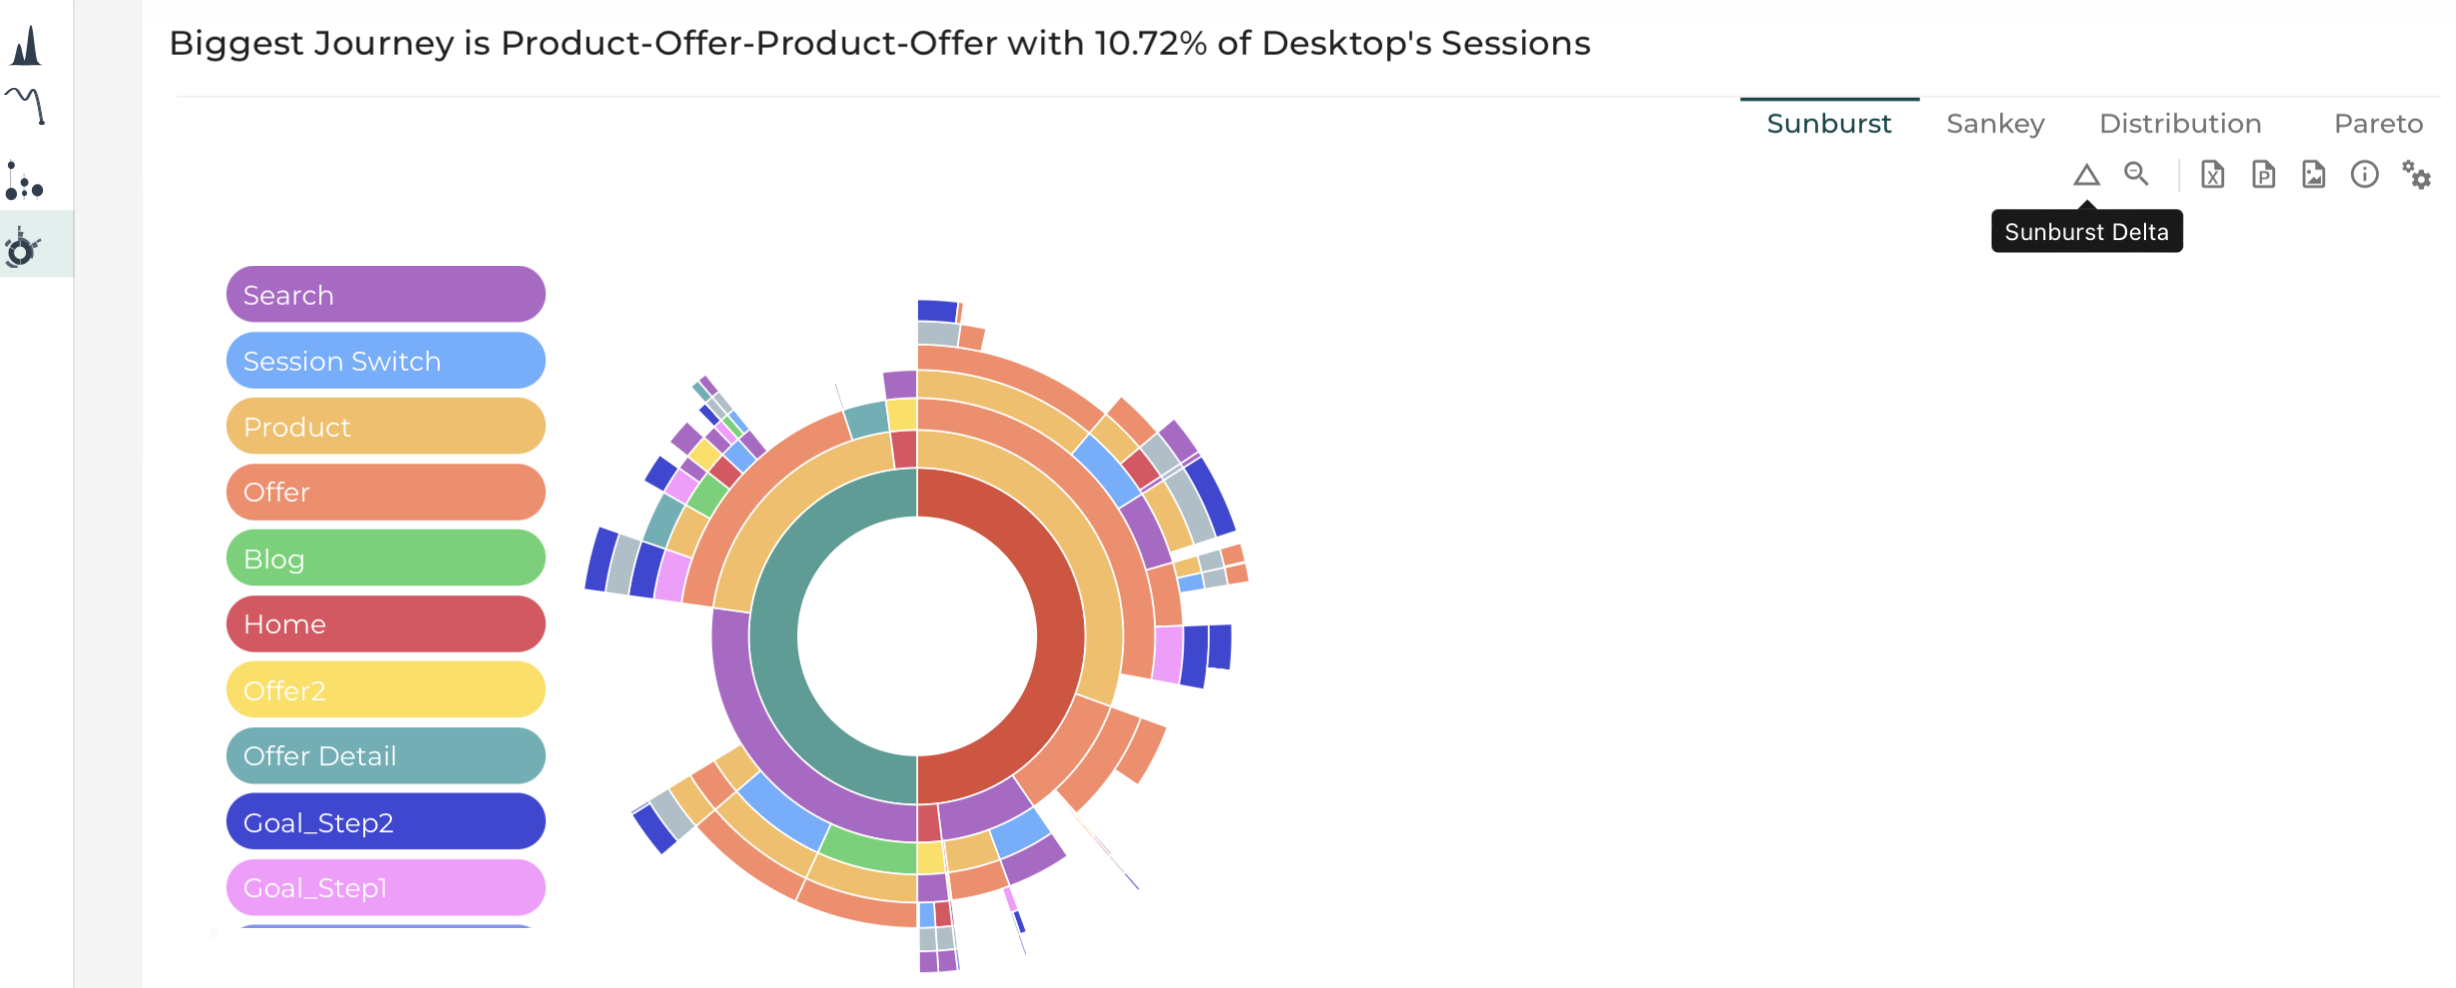 Biggest Journey is Product-Offer-Product-Offer with 10.72% of Desktop's Sessions
Sunburst Sankey Distribution Pareto
X P i
Sunburst Delta
Search
Session Switch
Product
Offer
Blog
Home
Offer2
Offer Detail
Goal_Step2
Goal_Step1